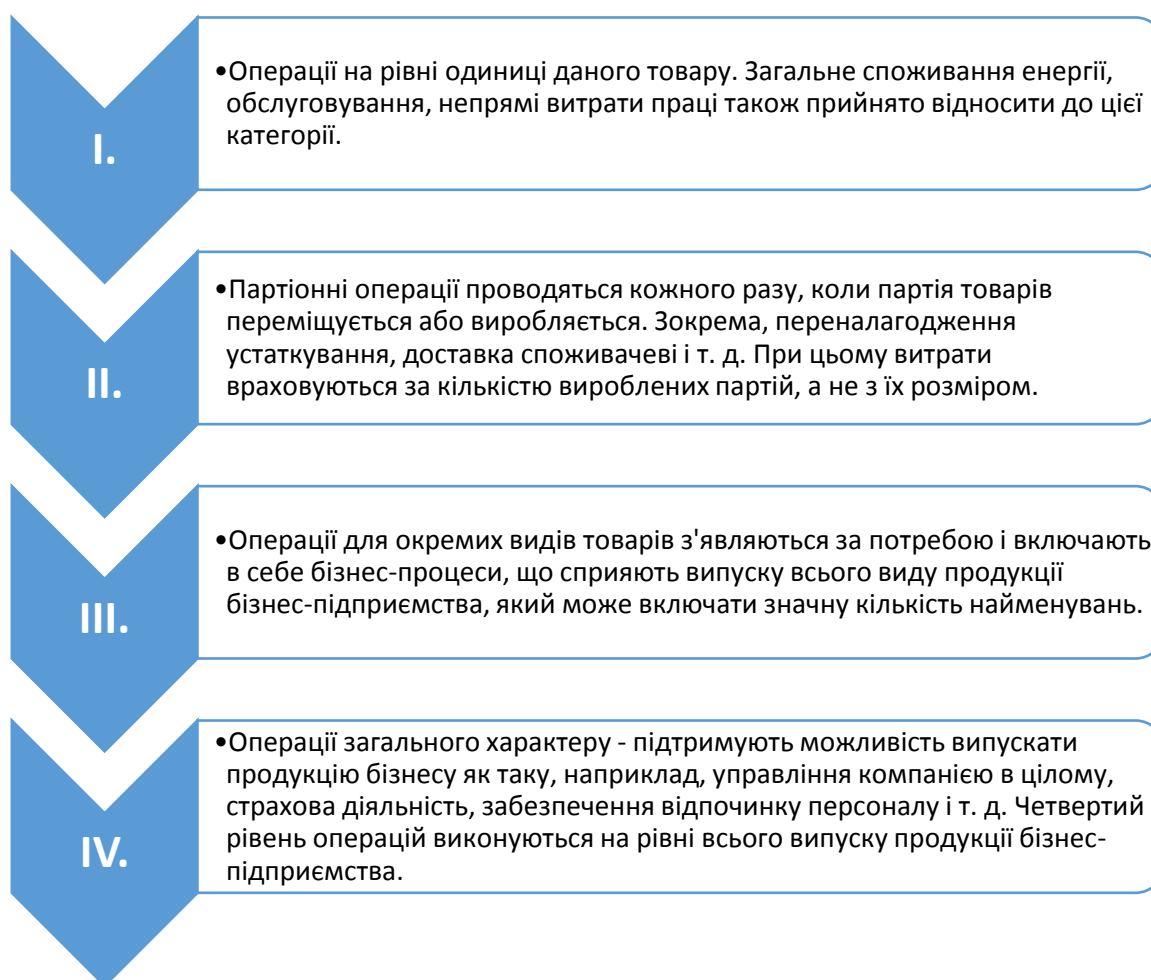 I.
•Операції на рівні одиниці даного товару. Загальне споживання енергії,
обслуговування, непрямі витрати праці також прийнято відносити до цієї
категорії.
II.
•Партіонні операції проводяться кожного разу, коли партія товарів
переміщується або виробляється. Зокрема, переналагодження
устаткування, доставка споживачеві і т. д. При цьому витрати
враховуються за кількістю вироблених партій, а не з їх розміром.
III.
•Операції для окремих видів товарів з'являються за потребою і включають
в себе бізнес-процеси, що сприяють випуску всього виду продукції
бізнес-підприємства, який може включати значну кількість найменувань.
IV.
•Операції загального характеру - підтримують можливість випускати
продукцію бізнесу як таку, наприклад, управління компанією в цілому,
страхова діяльність, забезпечення відпочинку персоналу і т. д. Четвертий
рівень операцій виконуються на рівні всього випуску продукції бізнес-
підприємства.